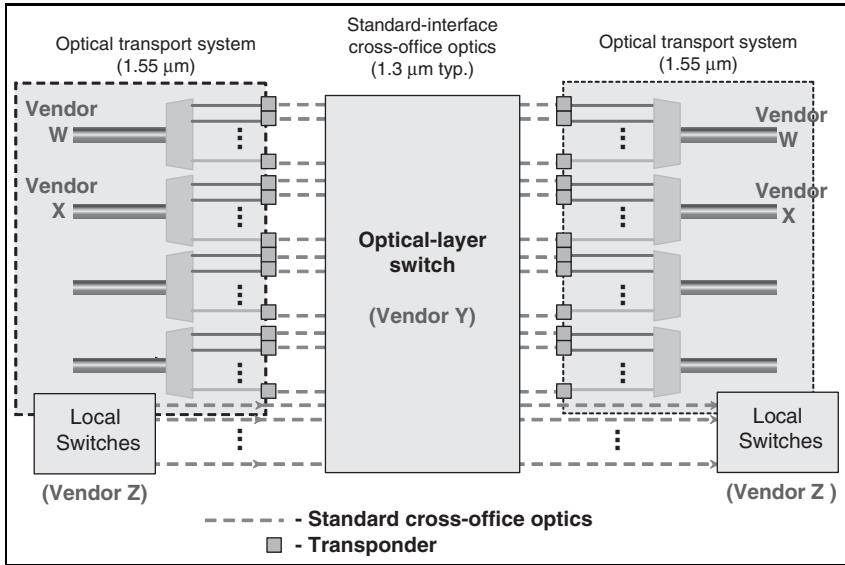 Optical transport system
(1.55 μm)
Standard-interface
cross-office optics
(1.3 μm typ.)
Optical transport system
(1.55 μm)
Vendor
W
Vendor
X
Optical-layer
switch
(Vendor Y)
Vendor
W
Vendor
X
Local
Switches
(Vendor Z)
Local
Switches
(Vendor Z )
- Standard cross-office optics
- Transponder